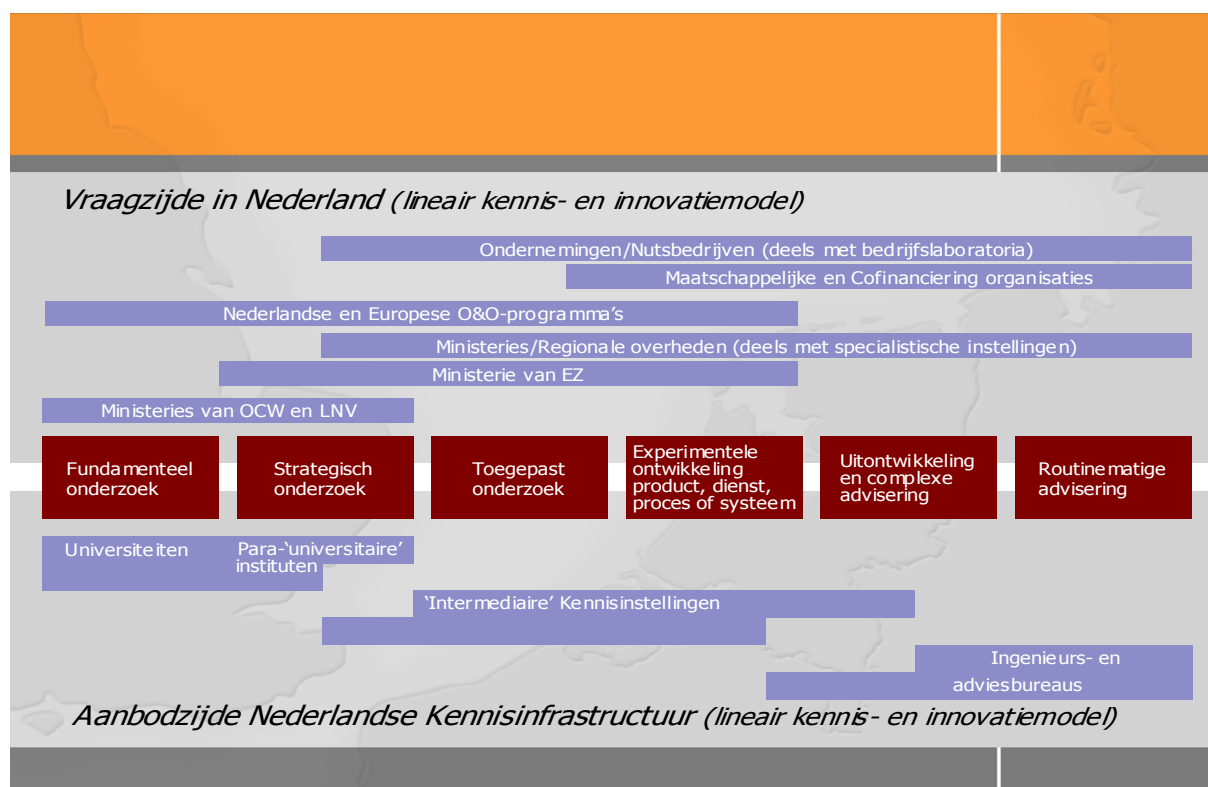 Vraagzijde in Nederland (lineair kennis- en innovatiemodel)
Ondernemingen/Nutsbedrijven (deels met bedrijfslaboratoria)
Maatschappelijke en Cofinanciering organisaties
Nederlandse en Europese O&O-programma's
Ministeries/Regionale overheden (deels met specialistische instellingen)
Ministerie van EZ
Ministeries van OCW en LNV
Fundamenteel
onderzoek
Strategisch
onderzoek
Toegepast
onderzoek
Experimentele
ontwikkeling
product, dienst,
proces of systeem
Uitontwikkeling
en complexe
advisering
Routinematige
advisering
Universiteiten
Para-'universitaire'
instituten
'Intermediaire' Kennisinstellingen
Ingenieurs- en
adviesbureaus
Aanbodzijde Nederlandse Kennisinfrastructuur (lineair kennis- en innovatiemodel)